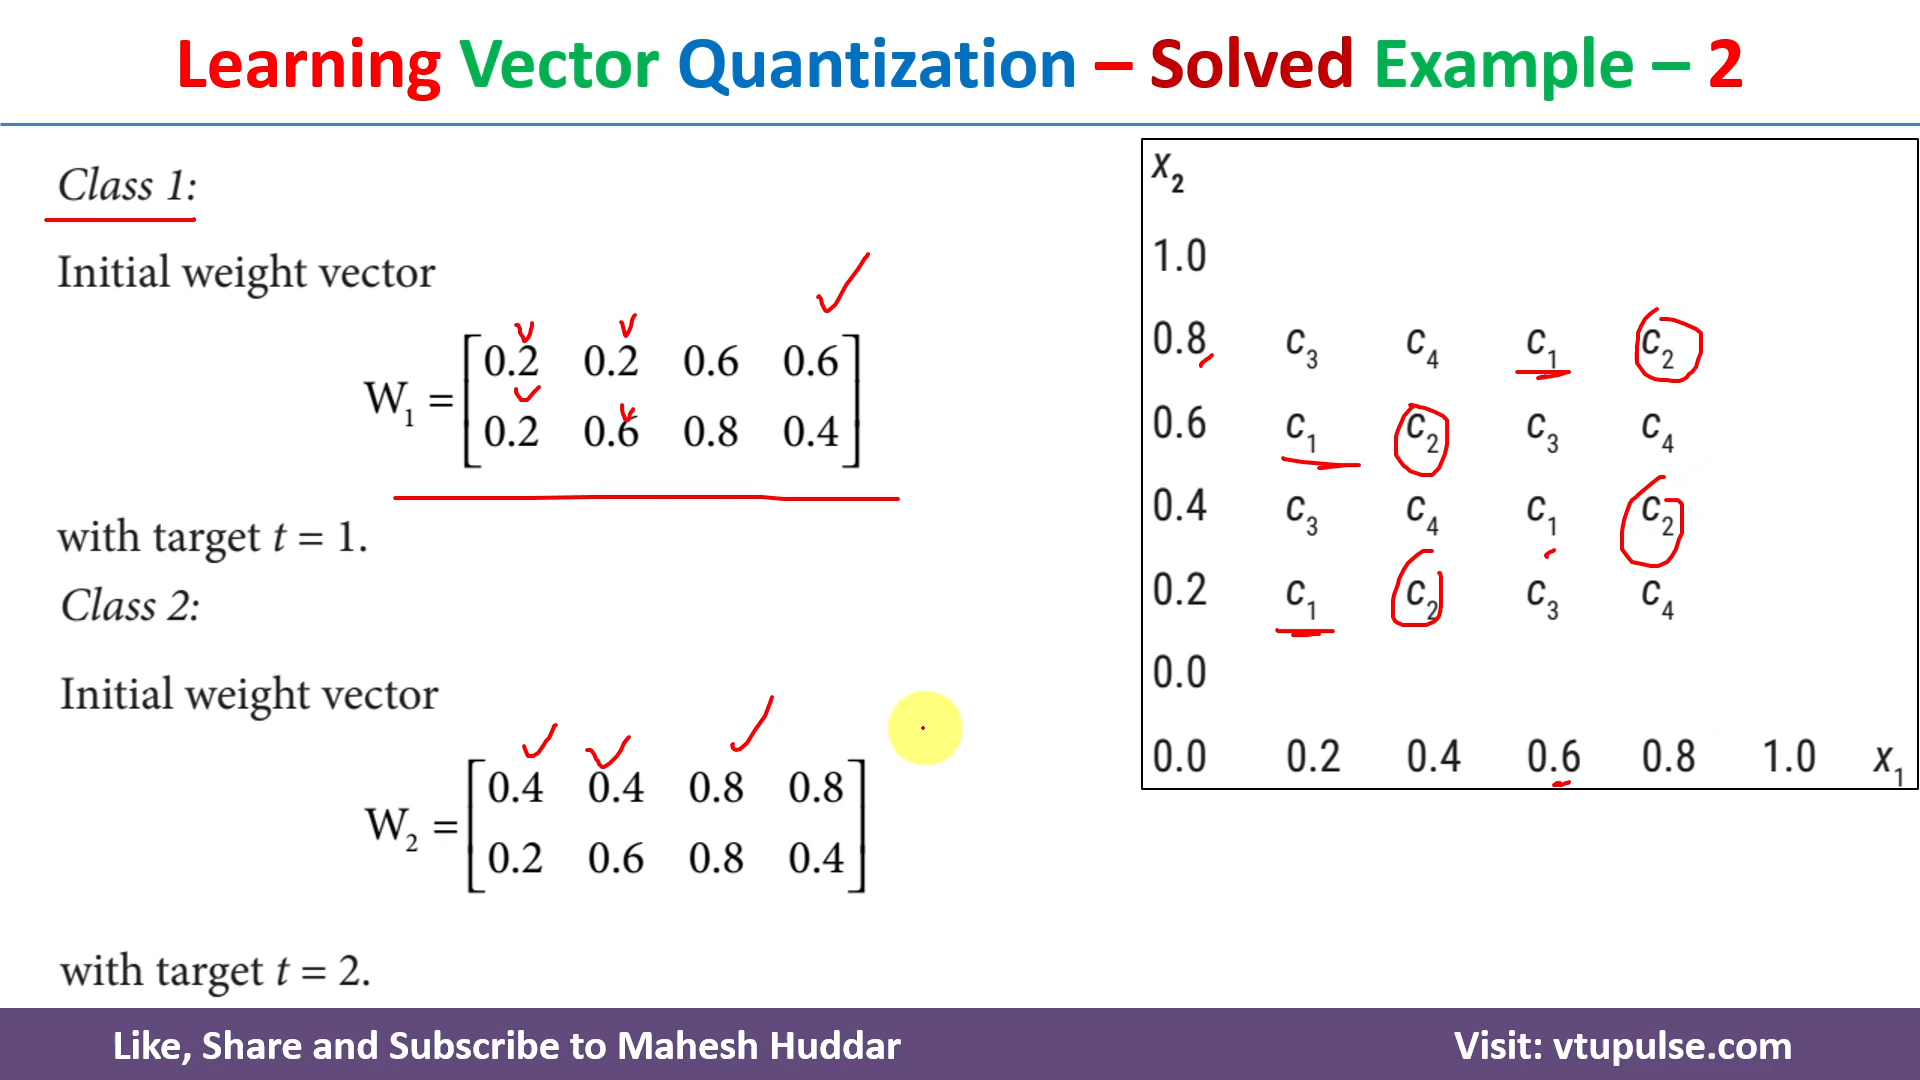 Learning Vector Quantization – Solved Example – 2
Class 1:
Initial weight vector
W1 = [0.2 0.2 0.6 0.6
0.2 0.6 0.8 0.4]
with target t = 1.
Class 2:
Initial weight vector
W2 = [0.4 0.4 0.8 0.8
0.2 0.6 0.8 0.4]
with target t = 2.
X2
1.0
0.8 C3 C4 C1 C2
0.6 C1 C2 C3 C4
0.4 C3 C4 C1 C2
0.2 C1 C2 C3 C4
0.0
0.0 0.2 0.4 0.6 0.8 1.0 X1
Like, Share and Subscribe to Mahesh Huddar
Visit: vtupulse.com